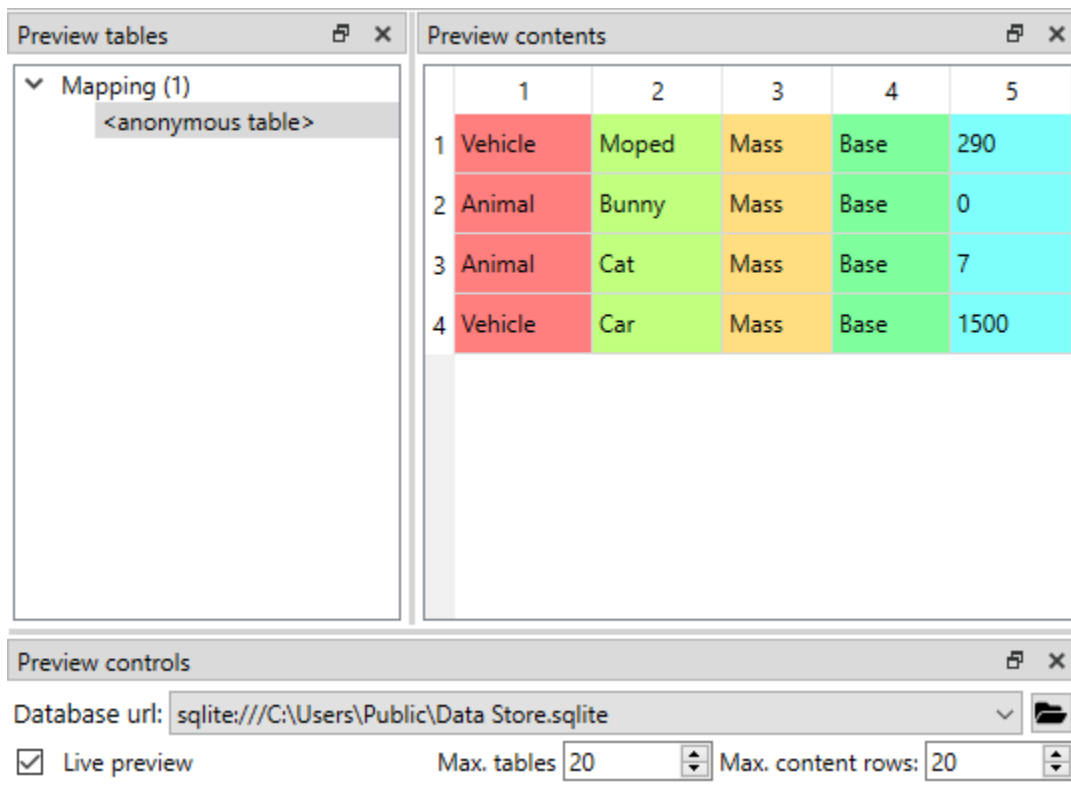 Preview tables
Mapping (1)
<anonymous table>
Preview contents
1 2 3 4 5
1 Vehicle Moped Mass Base 290
2 Animal Bunny Mass Base 0
3 Animal Cat Mass Base 7
4 Vehicle Car Mass Base 1500
Preview controls
Database url: sqlite:///C:\Users\Public\Data Store.sqlite
Live preview Max. tables 20 Max. content rows: 20